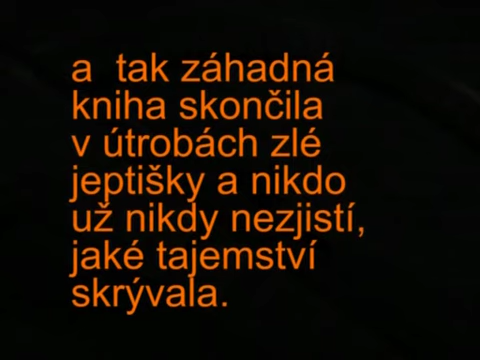 a  tak záhadná
kniha skončila
v útrobách zlé
jeptišky a nikdo
už nikdy nezjistí,
jaké tajemství
skrývala.